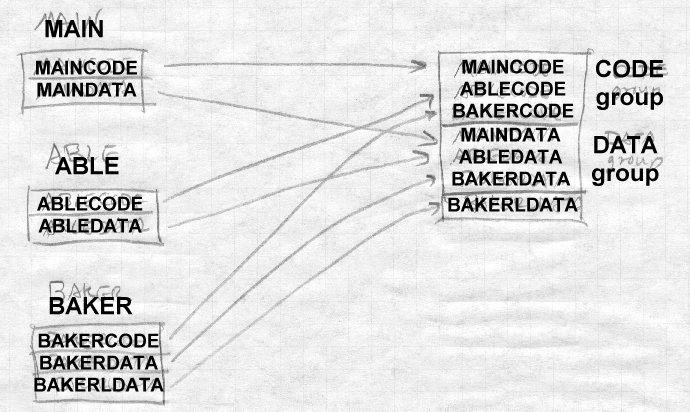 MAIN
MAINCODE
MAINDATA
ABLE
ABLECODE
ABLEDATA
BAKER
BAKERCODE
BAKERDATA
BAKERLDATA
MAINCODE
ABLECODE
BAKERCODE
CODE
group
MAINDATA
ABLEDATA
BAKERDATA
DATA
group
BAKERLDATA